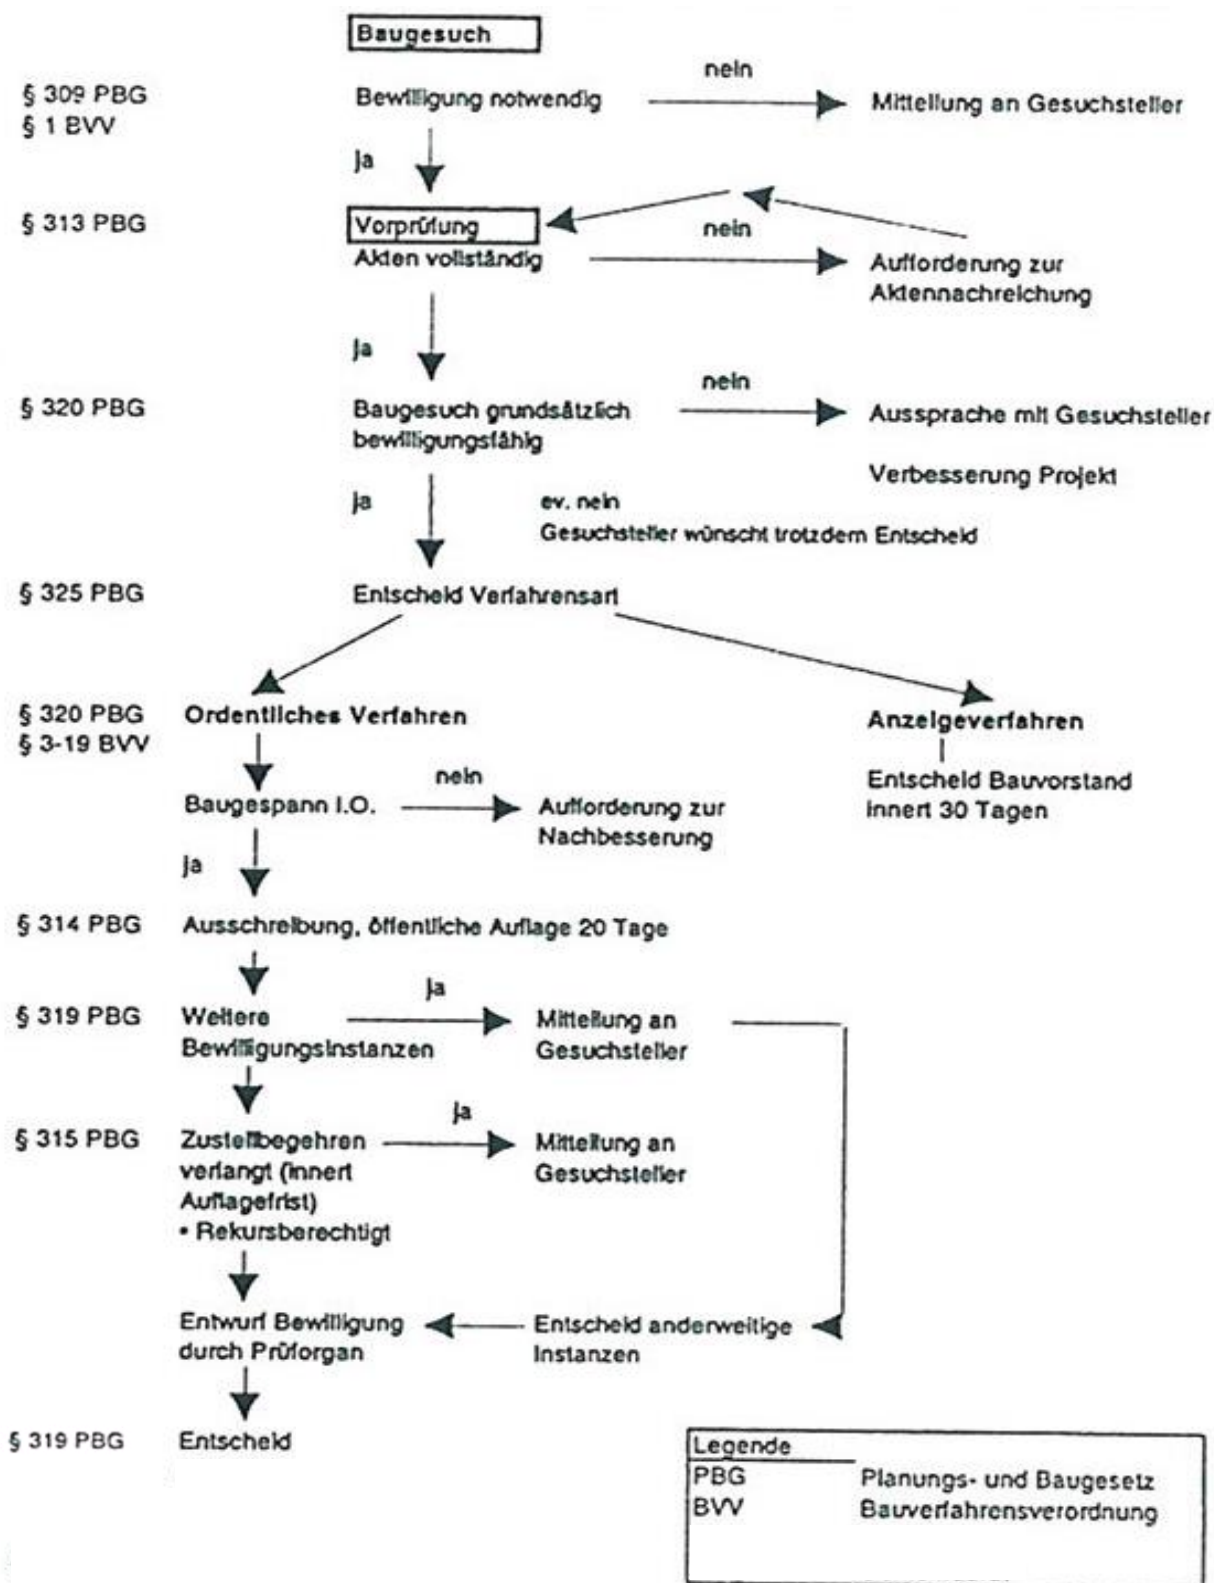 Baugesuch
nein
§ 309 PBG Bewilligung notwendig Mitteilung an Gesuchsteller
§ 1 BVV
Ja
§ 313 PBG Vorprüfung
nein
Akten vollständig Aufforderung zur
Aktennachreichung
Ja
nein
§ 320 PBG Baugesuch grundsätzlich Aussprache mit Gesuchsteller
bewilligungsfähig
Verbesserung Projekt
Ja ev. nein
Gesuchsteller wünscht trotzdem Entscheid
§ 325 PBG Entscheid Verfahrensart
§ 320 PBG Ordentliches Verfahren Anzeigeverfahren
§ 3-19 BVV
nein Entscheid Bauvorstand
Baugespann I.O. Aufforderung zur innert 30 Tagen
Nachbesserung
Ja
§ 314 PBG Ausschreibung, öffentliche Auflage 20 Tage
Ja
§ 319 PBG Weitere Mitteilung an
Bewilligungsinstanzen Gesuchsteller
Ja
§ 315 PBG Zustellbegehren Mitteilung an
verlangt (innert Gesuchsteller
Auflagefrist)
• Rekursberechtigt
Entwurf Bewilligung Entscheid anderweitige
durch Prüforgan Instanzen
§ 319 PBG Entscheid
Legende
PBG Planungs- und Baugesetz
BVV Bauverfahrensverordnung